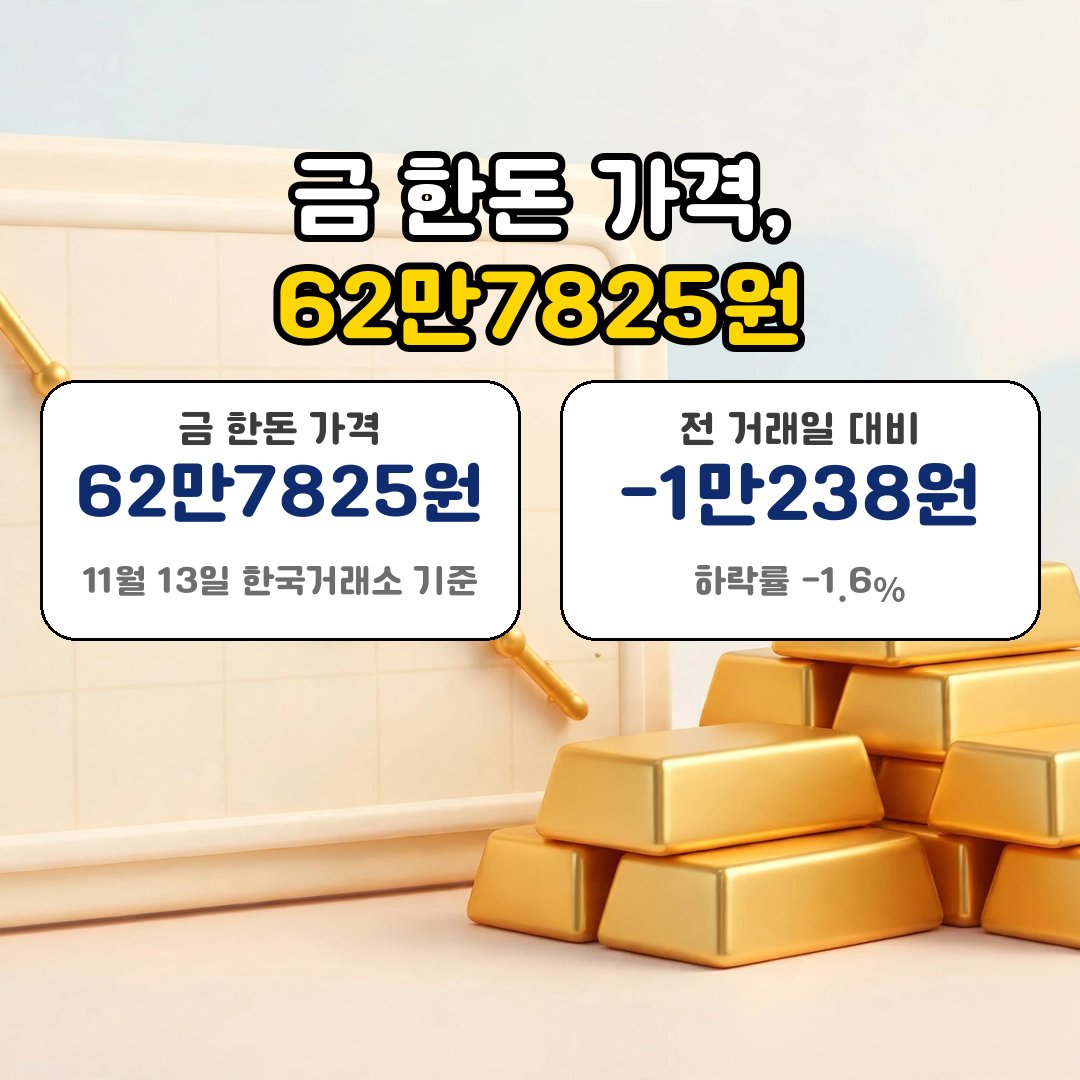 금 한돈 가격,
62만7825원
금 한돈 가격
62만7825원
11월 13일 한국거래소 기준
전 거래일 대비
-1만238원
하락률 -1.6%